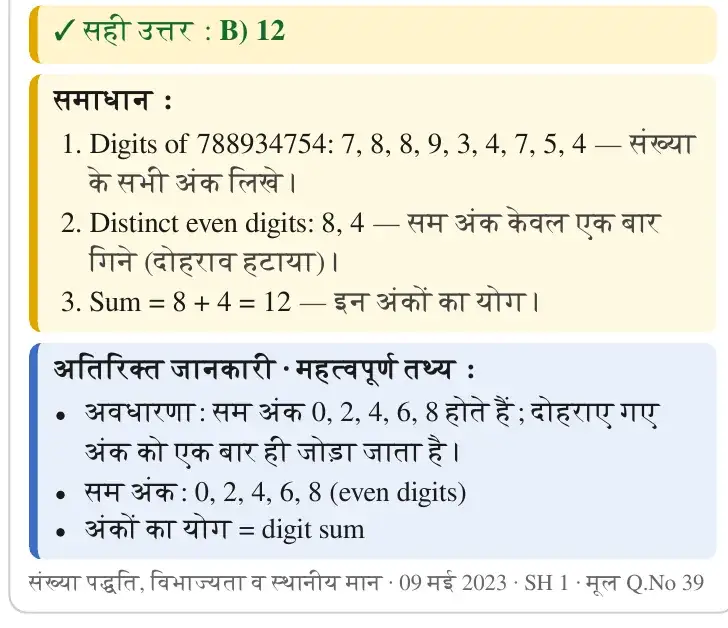 ✓ सही उत्तर : B) 12
समाधान :
1. Digits of 788934754: 7, 8, 8, 9, 3, 4, 7, 5, 4 — संख्या
के सभी अंक लिखे।
2. Distinct even digits: 8, 4 — सम अंक केवल एक बार
गिने (दोहराव हटाया)।
3. Sum = 8 + 4 = 12 — इन अंकों का योग।
अतिरिक्त जानकारी · महत्वपूर्ण तथ्य :
• अवधारणा : सम अंक 0, 2, 4, 6, 8 होते हैं ; दोहराए गए
अंक को एक बार ही जोड़ा जाता है।
• सम अंक : 0, 2, 4, 6, 8 (even digits)
• अंकों का योग = digit sum
संख्या पद्धति, विभाज्यता व स्थानीय मान · 09 मई 2023 · SH 1 · मूल Q.No 39